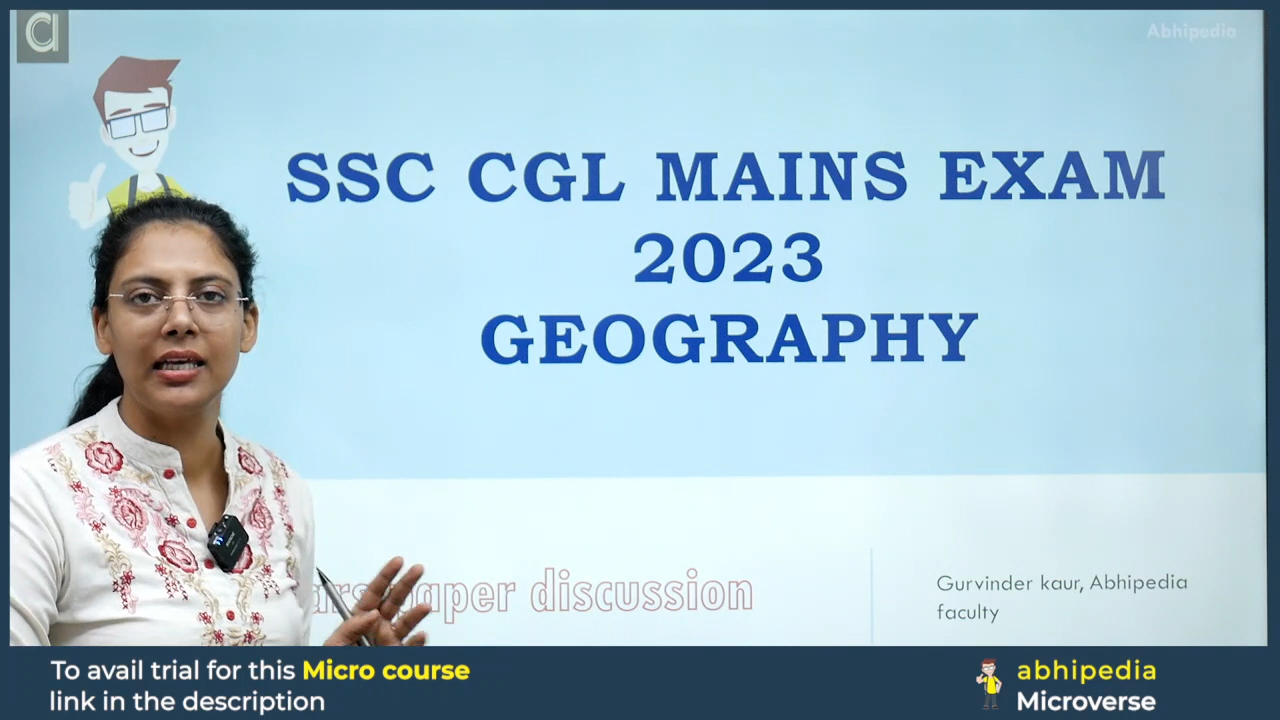 Abhipedia
SSC CGL MAINS EXAM
2023
GEOGRAPHY
discussion
Gurvinder kaur, Abhipedia
faculty
To avail trial for this Micro course
link in the description
abhipedia
Microverse